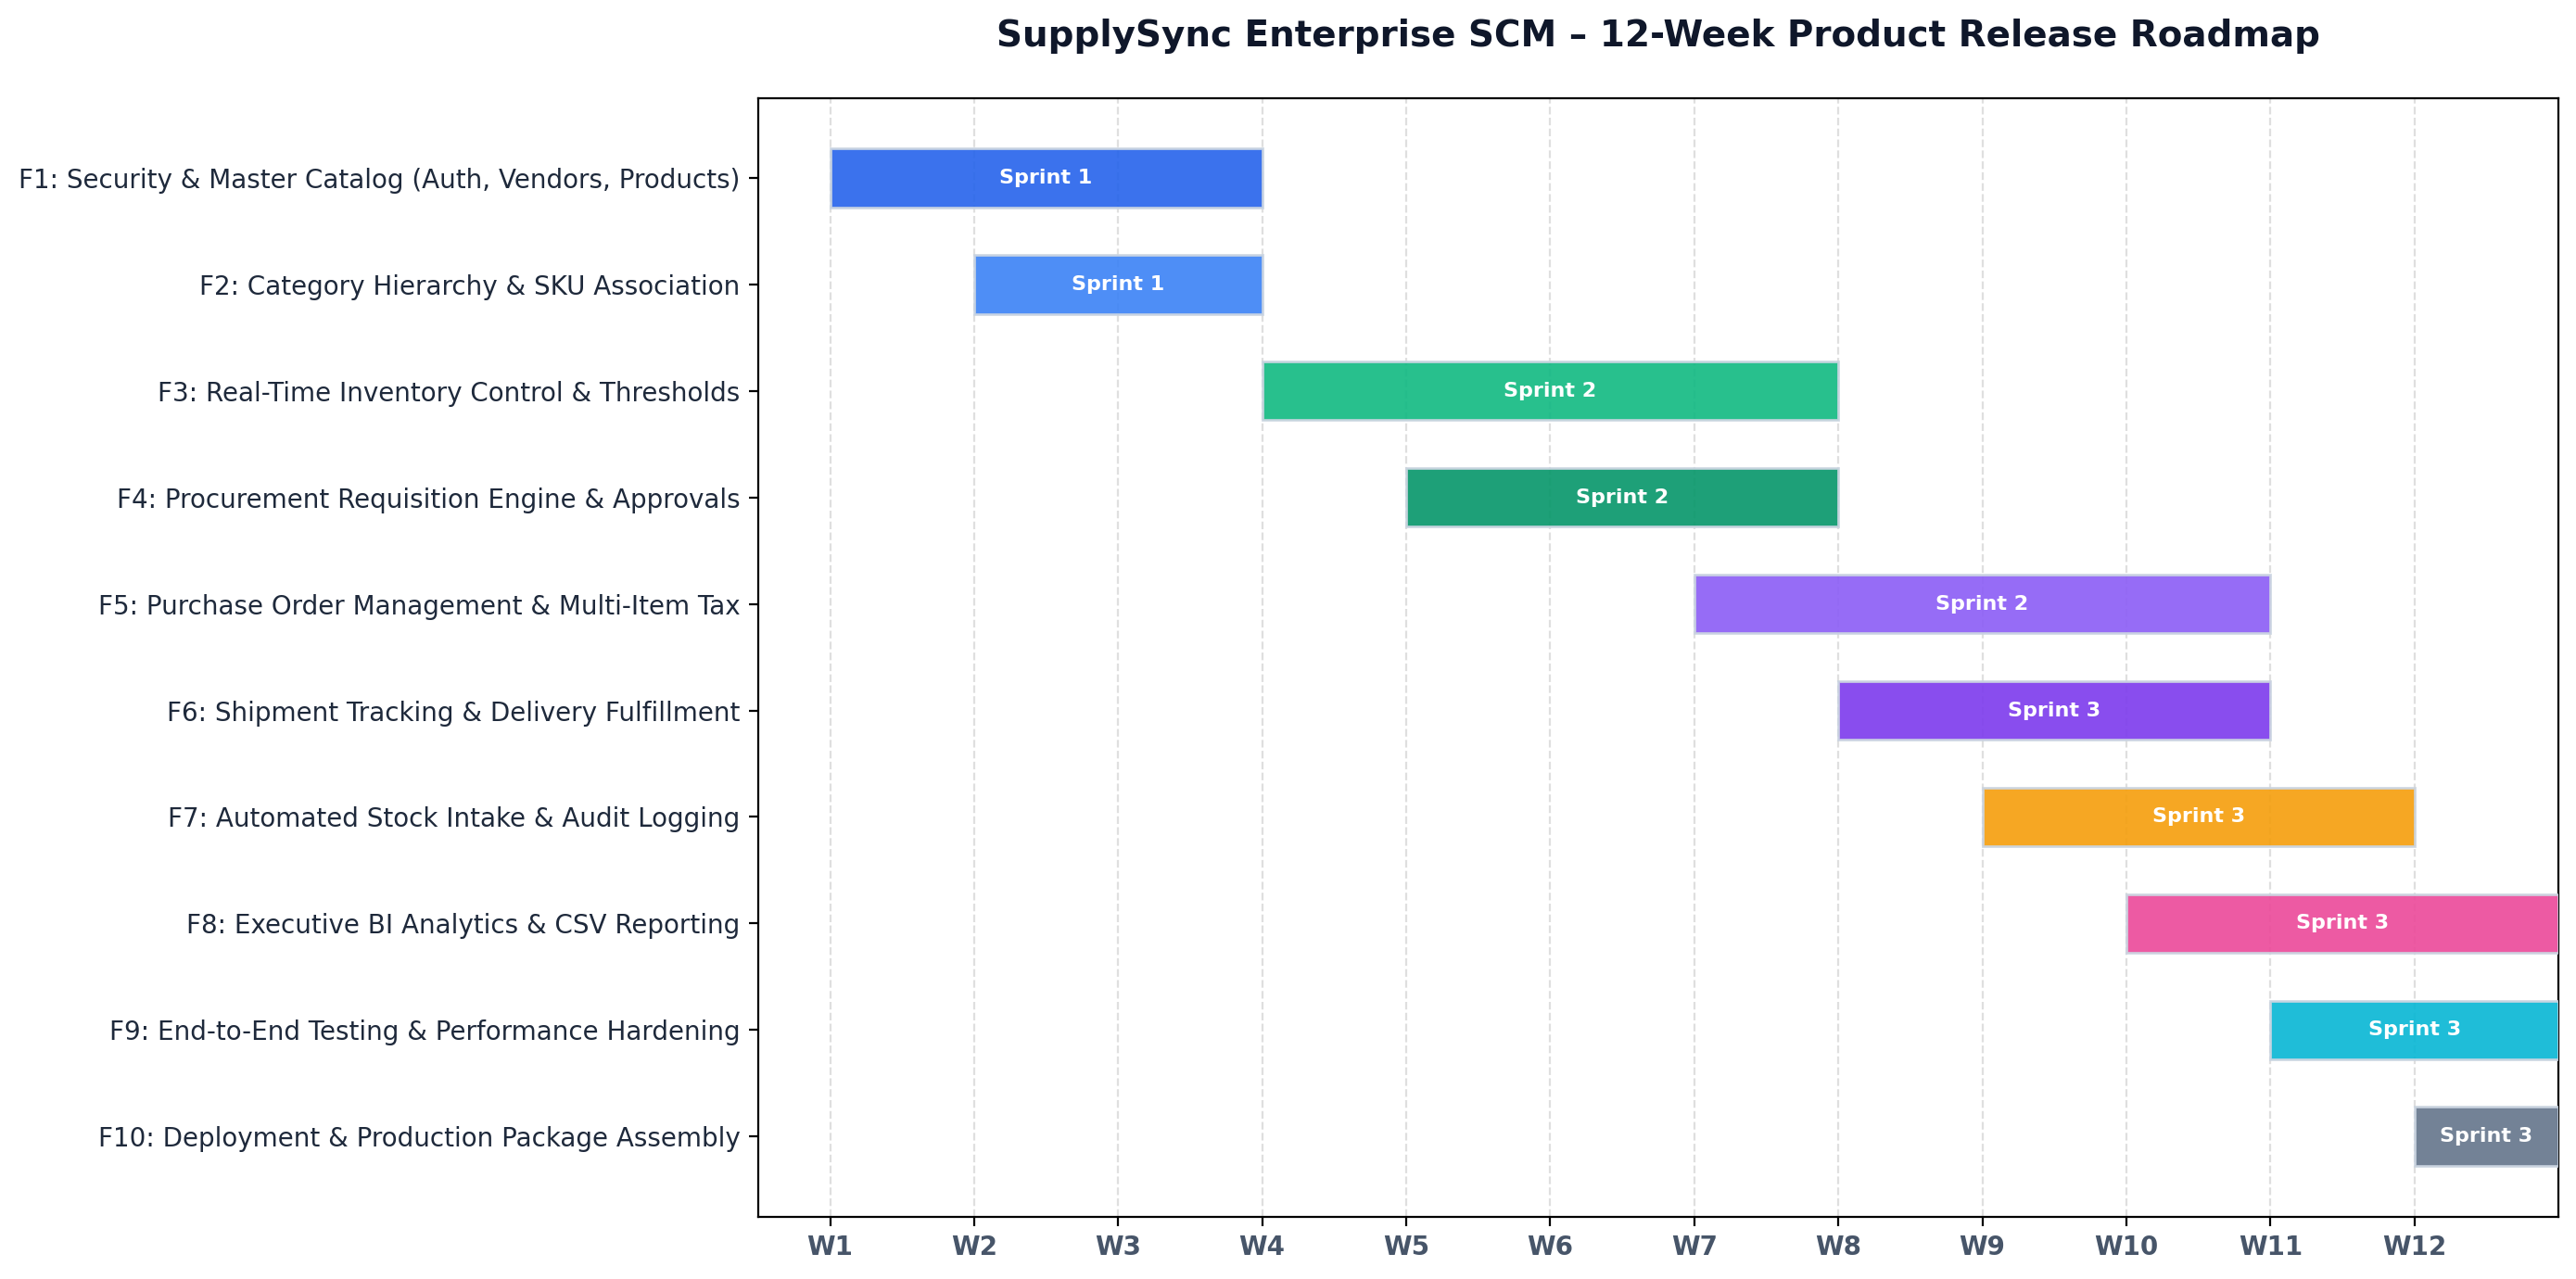 SupplySync Enterprise SCM – 12-Week Product Release Roadmap
F1: Security & Master Catalog (Auth, Vendors, Products)
Sprint 1
F2: Category Hierarchy & SKU Association
Sprint 1
F3: Real-Time Inventory Control & Thresholds
Sprint 2
F4: Procurement Requisition Engine & Approvals
Sprint 2
F5: Purchase Order Management & Multi-Item Tax
Sprint 2
F6: Shipment Tracking & Delivery Fulfillment
Sprint 3
F7: Automated Stock Intake & Audit Logging
Sprint 3
F8: Executive BI Analytics & CSV Reporting
Sprint 3
F9: End-to-End Testing & Performance Hardening
Sprint 3
F10: Deployment & Production Package Assembly
Sprint 3
W1 W2 W3 W4 W5 W6 W7 W8 W9 W10 W11 W12